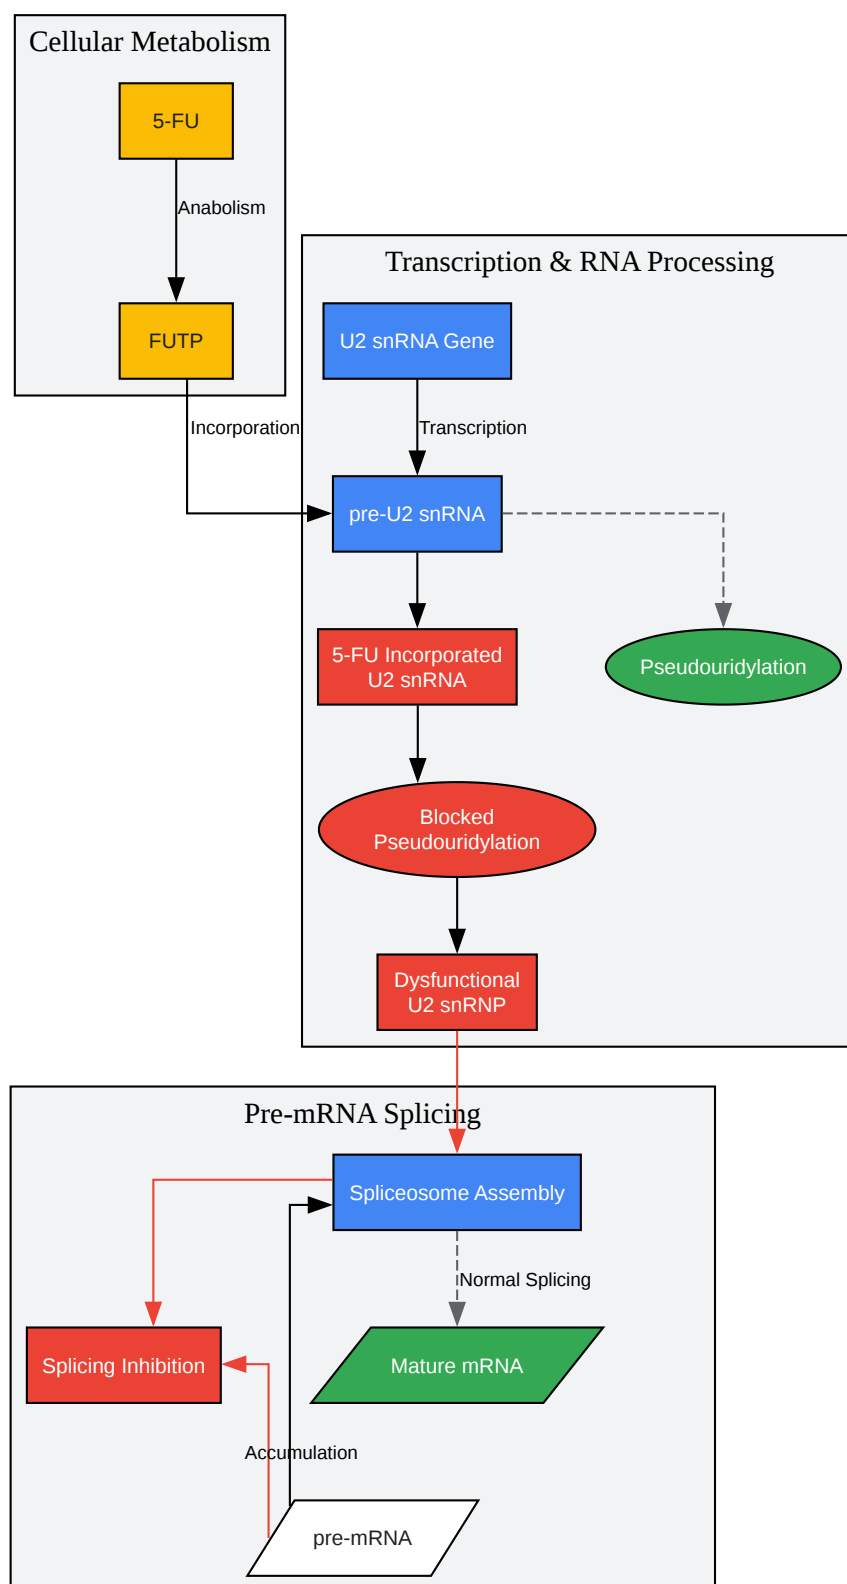 Cellular Metabolism
5-FU
Anabolism
FUTP
Incorporation
Transcription & RNA Processing
U2 snRNA Gene
Transcription
pre-U2 snRNA
5-FU Incorporated
U2 snRNA
Pseudouridylation
Blocked
Pseudouridylation
Dysfunctional
U2 snRNP
Pre-mRNA Splicing
Spliceosome Assembly
Normal Splicing
Splicing Inhibition
Mature mRNA
Accumulation
pre-mRNA